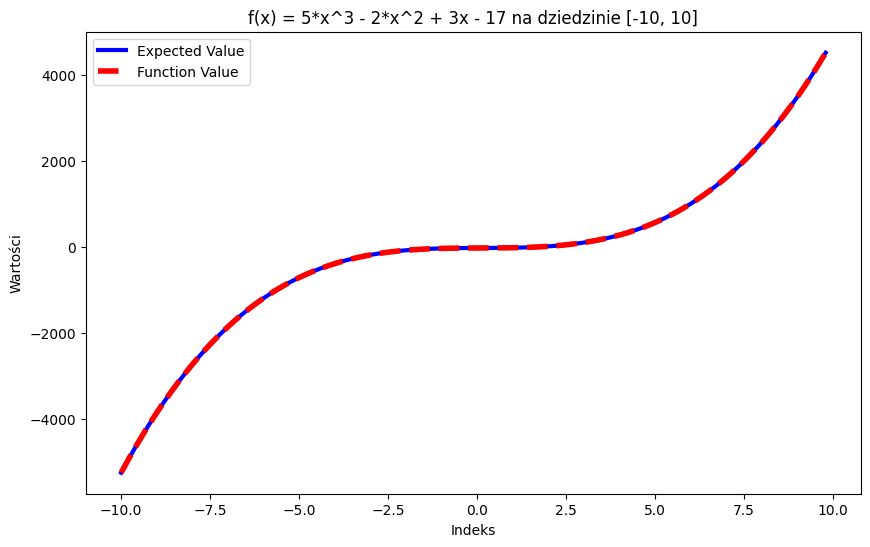 f(x) = 5*x^3 - 2*x^2 + 3x - 17 na dziedzinie [-10, 10]
Expected Value
Function Value
4000
2000
0
−2000
−4000
Wartości
−10.0 −7.5 −5.0 −2.5 0.0 2.5 5.0 7.5 10.0
Indeks